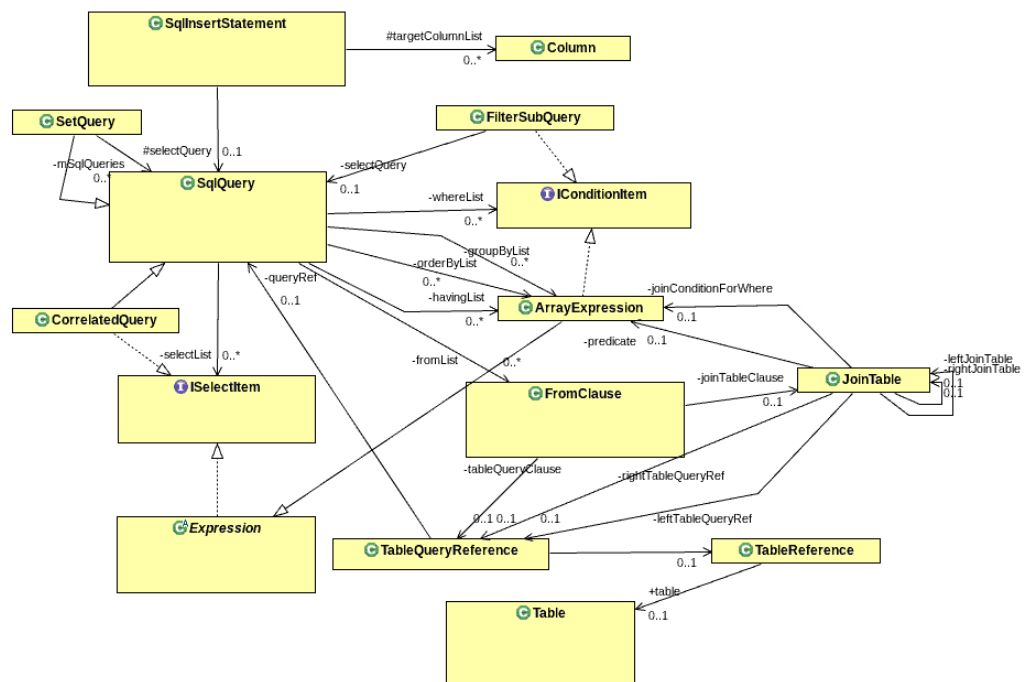 SqlInsertStatement
#targetColumnList
0..*
Column
SetQuery
FilterSubQuery
-mSqlQueries
0..*
#selectQuery
0..1
-selectQuery
0..1
SqlQuery
IConditionItem
-whereList
0..*
-groupByList
0..*
-orderByList
0..*
-queryRef
0..1
-havingList
0..*
ArrayExpression
-joinConditionForWhere
0..1
CorrelatedQuery
-selectList
0..*
-fromList
0..*
-predicate
0..1
ISelectItem
FromClause
-joinTableClause
0..1
JoinTable
-leftJoinTable
-rightJoinTable
0..1
0..1
-tableQueryClause
-rightTableQueryRef
0..1
0..1
0..1
-leftTableQueryRef
A
Expression
TableQueryReference
0..1
TableReference
+table
0..1
Table
C
C
C
C
C
I
C
C
I
C
C
C
C
C
C